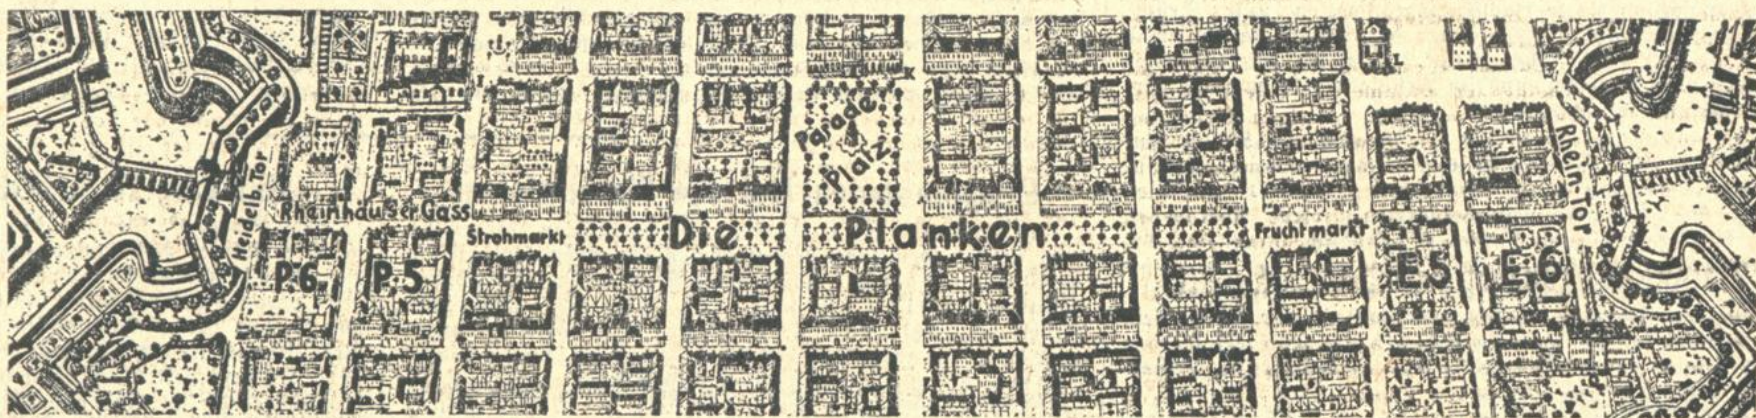 Parade
Platz
Heidelb. Tor
Rheinhäuser Gass
Strohmarkt
Die Planken
Fruchtmarkt
Rhein-Tor
P.6
P.5
E.5
E.6